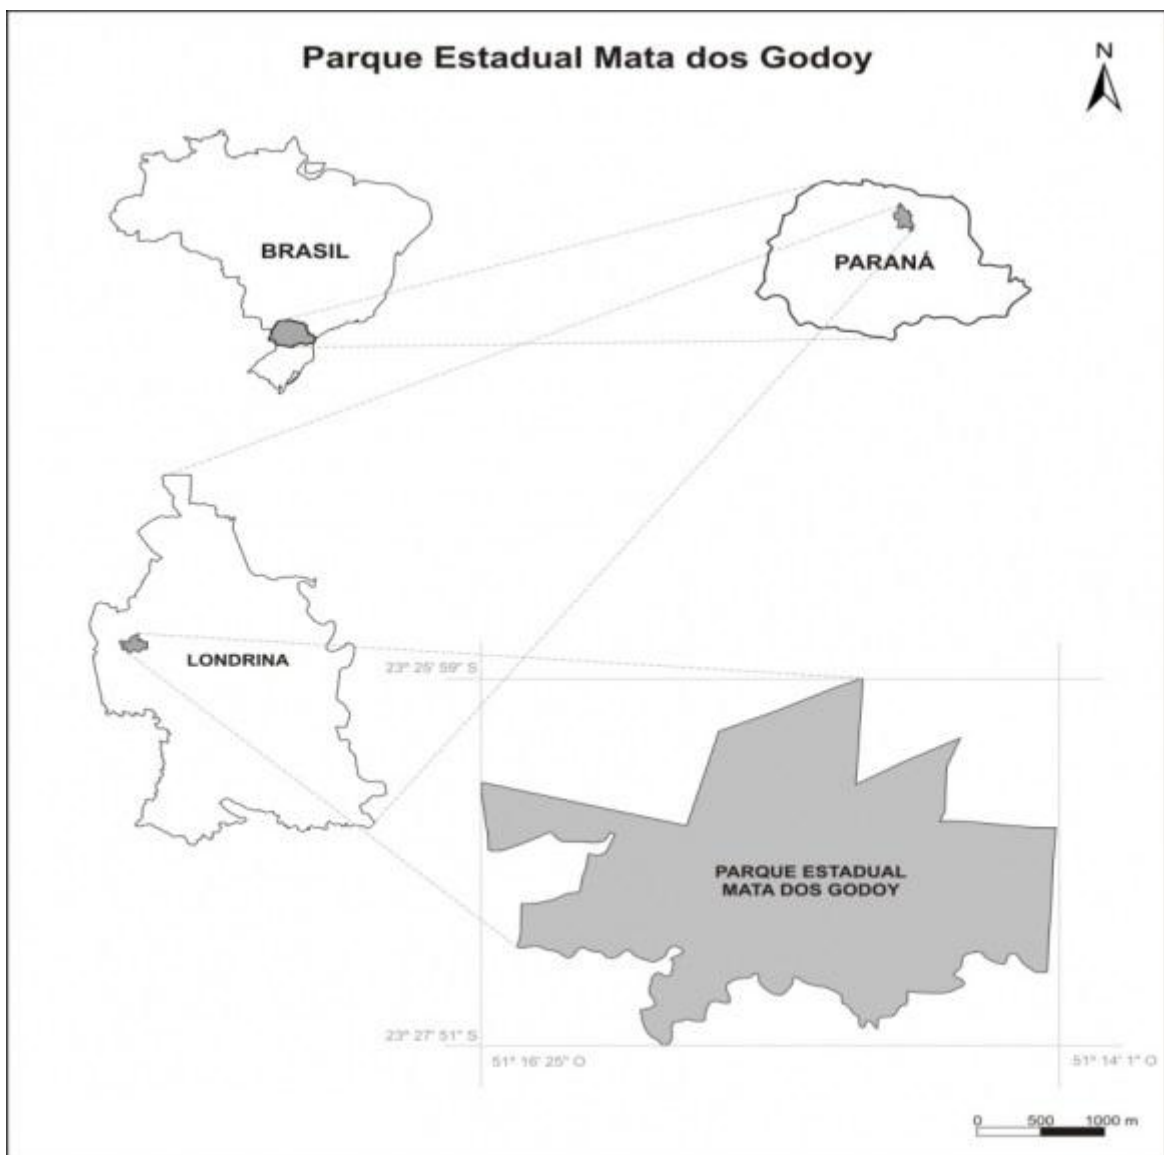 Parque Estadual Mata dos Godoy
N
BRASIL
PARANÁ
LONDRINA
23° 25' 59" S
PARQUE ESTADUAL
MATA DOS GODOY
23° 27' 51" S
51° 16' 25" O
51° 14' 1" O
0 500 1000 m